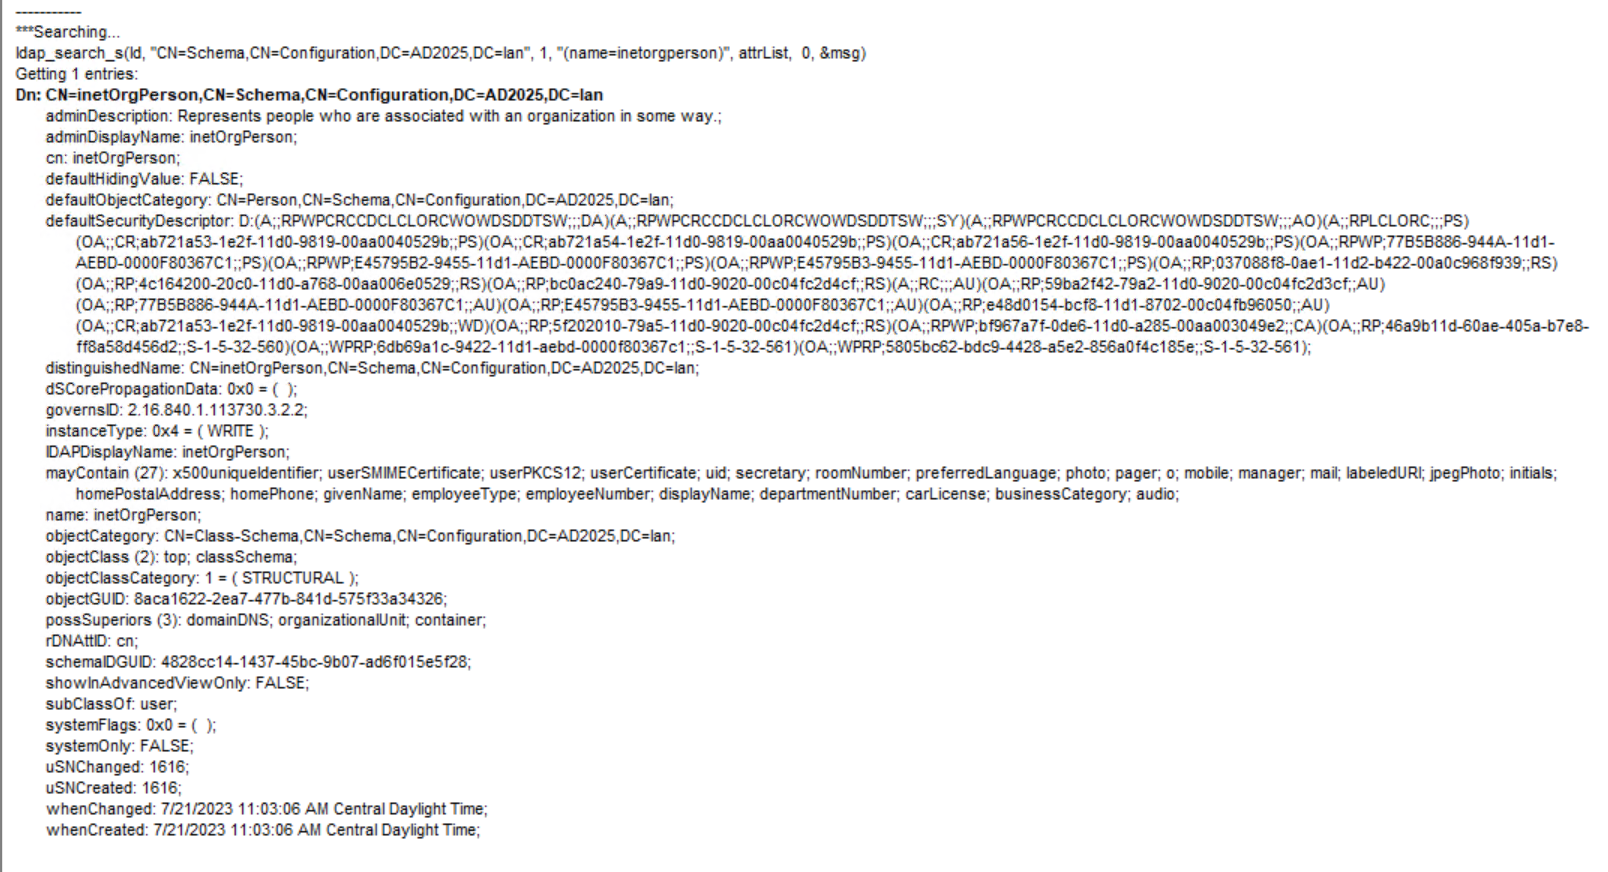 -----------
***Searching...
ldap_search_s(ld, "CN=Schema,CN=Configuration,DC=AD2025,DC=lan", 1, "(name=inetorgperson)", attrList,  0, &msg)
Getting 1 entries:
Dn: CN=inetOrgPerson,CN=Schema,CN=Configuration,DC=AD2025,DC=lan
adminDescription: Represents people who are associated with an organization in some way.;
adminDisplayName: inetOrgPerson;
cn: inetOrgPerson;
defaultHidingValue: FALSE;
defaultObjectCategory: CN=Person,CN=Schema,CN=Configuration,DC=AD2025,DC=lan;
defaultSecurityDescriptor: D:(A;;RPWPCRCCDCLCLORCWOWDSDDTSW;;;DA)(A;;RPWPCRCCDCLCLORCWOWDSDDTSW;;;SY)(A;;RPWPCRCCDCLCLORCWOWDSDDTSW;;;AO)(A;;RPLCLORC;;;PS)
(OA;;CR;ab721a53-1e2f-11d0-9819-00aa0040529b;;PS)(OA;;CR;ab721a54-1e2f-11d0-9819-00aa0040529b;;PS)(OA;;CR;ab721a56-1e2f-11d0-9819-00aa0040529b;;PS)(OA;;RPWP;77B5B886-944A-11d1-
AEBD-0000F80367C1;;PS)(OA;;RPWP;E45795B2-9455-11d1-AEBD-0000F80367C1;;PS)(OA;;RPWP;E45795B3-9455-11d1-AEBD-0000F80367C1;;PS)(OA;;RP;037088f8-0ae1-11d2-b422-00a0c968f939;;RS)
(OA;;RP;4c164200-20c0-11d0-a768-00aa006e0529;;RS)(OA;;RP;bc0ac240-79a9-11d0-9020-00c04fc2d4cf;;RS)(A;;RC;;;AU)(OA;;RP;59ba2f42-79a2-11d0-9020-00c04fc2d3cf;;AU)
(OA;;RP;77B5B886-944A-11d1-AEBD-0000F80367C1;;AU)(OA;;RP;E45795B3-9455-11d1-AEBD-0000F80367C1;;AU)(OA;;RP;e48d0154-bcf8-11d1-8702-00c04fb96050;;AU)
(OA;;CR;ab721a53-1e2f-11d0-9819-00aa0040529b;;WD)(OA;;RP;5f202010-79a5-11d0-9020-00c04fc2d4cf;;RS)(OA;;RPWP;bf967a7f-0de6-11d0-a285-00aa003049e2;;CA)(OA;;RP;46a9b11d-60ae-405a-b7e8-
ff8a58d456d2;;S-1-5-32-560)(OA;;WPRP;6db69a1c-9422-11d1-aebd-0000f80367c1;;S-1-5-32-561)(OA;;WPRP;5805bc62-bdc9-4428-a5e2-856a0f4c185e;;S-1-5-32-561);
distinguishedName: CN=inetOrgPerson,CN=Schema,CN=Configuration,DC=AD2025,DC=lan;
dSCorePropagationData: 0x0 = (  );
governsID: 2.16.840.1.113730.3.2.2;
instanceType: 0x4 = ( WRITE );
lDAPDisplayName: inetOrgPerson;
mayContain (27): x500uniqueIdentifier; userSMIMECertificate; userPKCS12; userCertificate; uid; secretary; roomNumber; preferredLanguage; photo; pager; o; mobile; manager; mail; labeledURI; jpegPhoto; initials;
homePostalAddress; homePhone; givenName; employeeType; employeeNumber; displayName; departmentNumber; carLicense; businessCategory; audio;
name: inetOrgPerson;
objectCategory: CN=Class-Schema,CN=Schema,CN=Configuration,DC=AD2025,DC=lan;
objectClass (2): top; classSchema;
objectClassCategory: 1 = ( STRUCTURAL );
objectGUID: 8aca1622-2ea7-477b-841d-575f33a34326;
possSuperiors (3): domainDNS; organizationalUnit; container;
rDNAttID: cn;
schemaIDGUID: 4828cc14-1437-45bc-9b07-ad6f015e5f28;
showInAdvancedViewOnly: FALSE;
subClassOf: user;
systemFlags: 0x0 = (  );
systemOnly: FALSE;
uSNChanged: 1616;
uSNCreated: 1616;
whenChanged: 7/21/2023 11:03:06 AM Central Daylight Time;
whenCreated: 7/21/2023 11:03:06 AM Central Daylight Time;